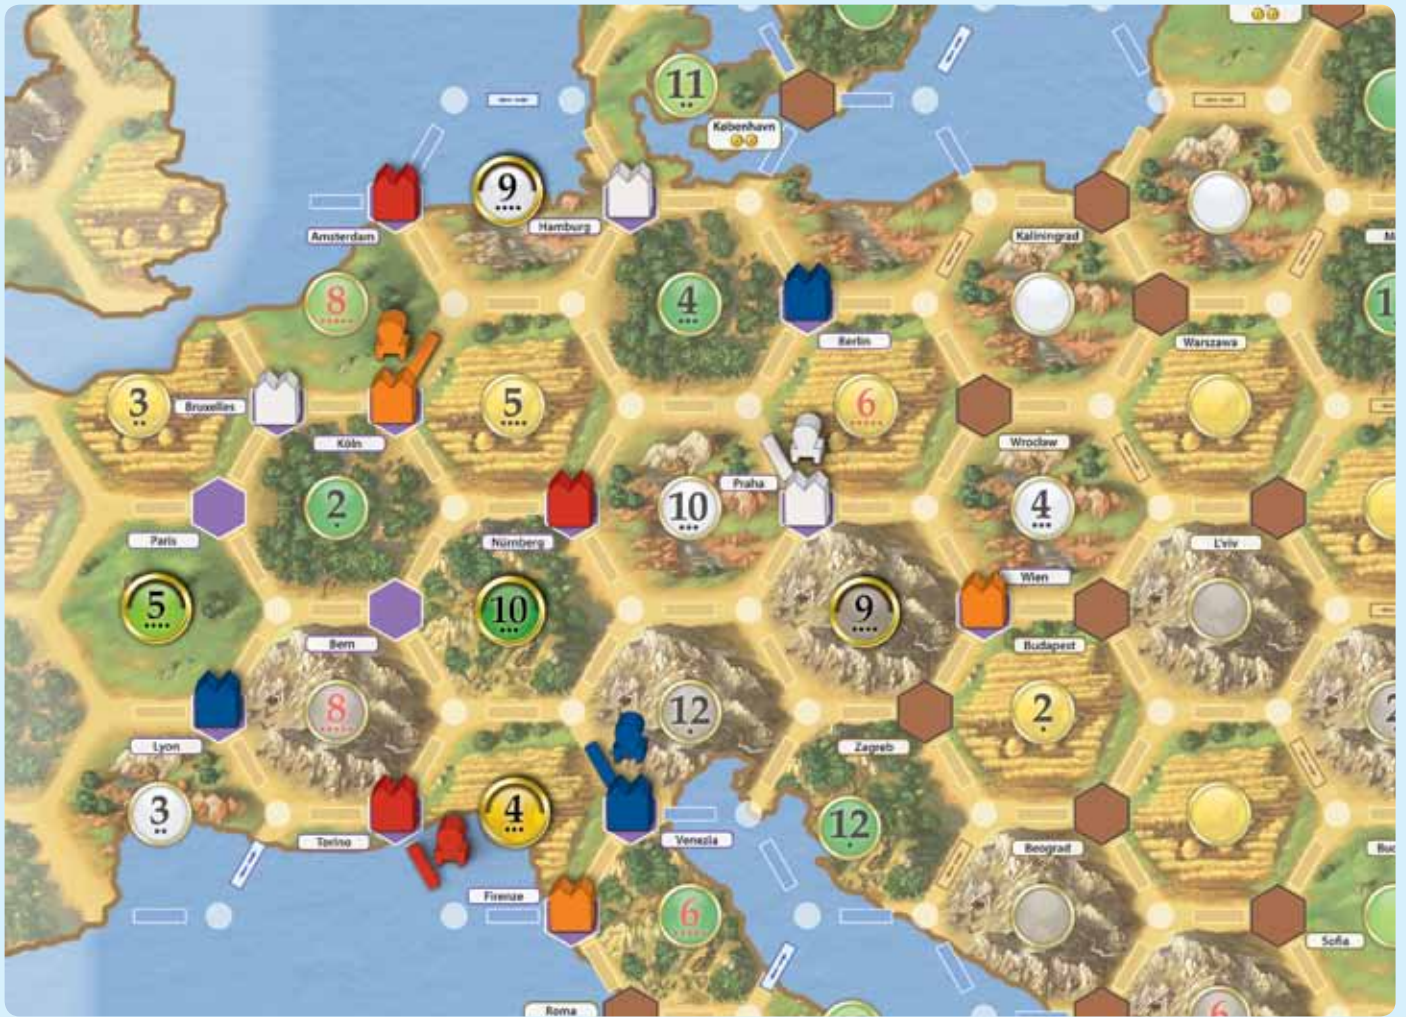 11
København
9
Hamburg
Amsterdam
Kaliningrad
8
4
Berlin
Warszawa
3
Bruxelles
5
6
Köln
Wrocław
Praha
2
10
4
Paris
Nürnberg
L'viv
Wien
5
10
9
Bern
Budapest
8
12
2
2
Lyon
Zagreb
3
4
12
Torino
Venezia
Beograd
Firenze
6
Sofia
Roma
6